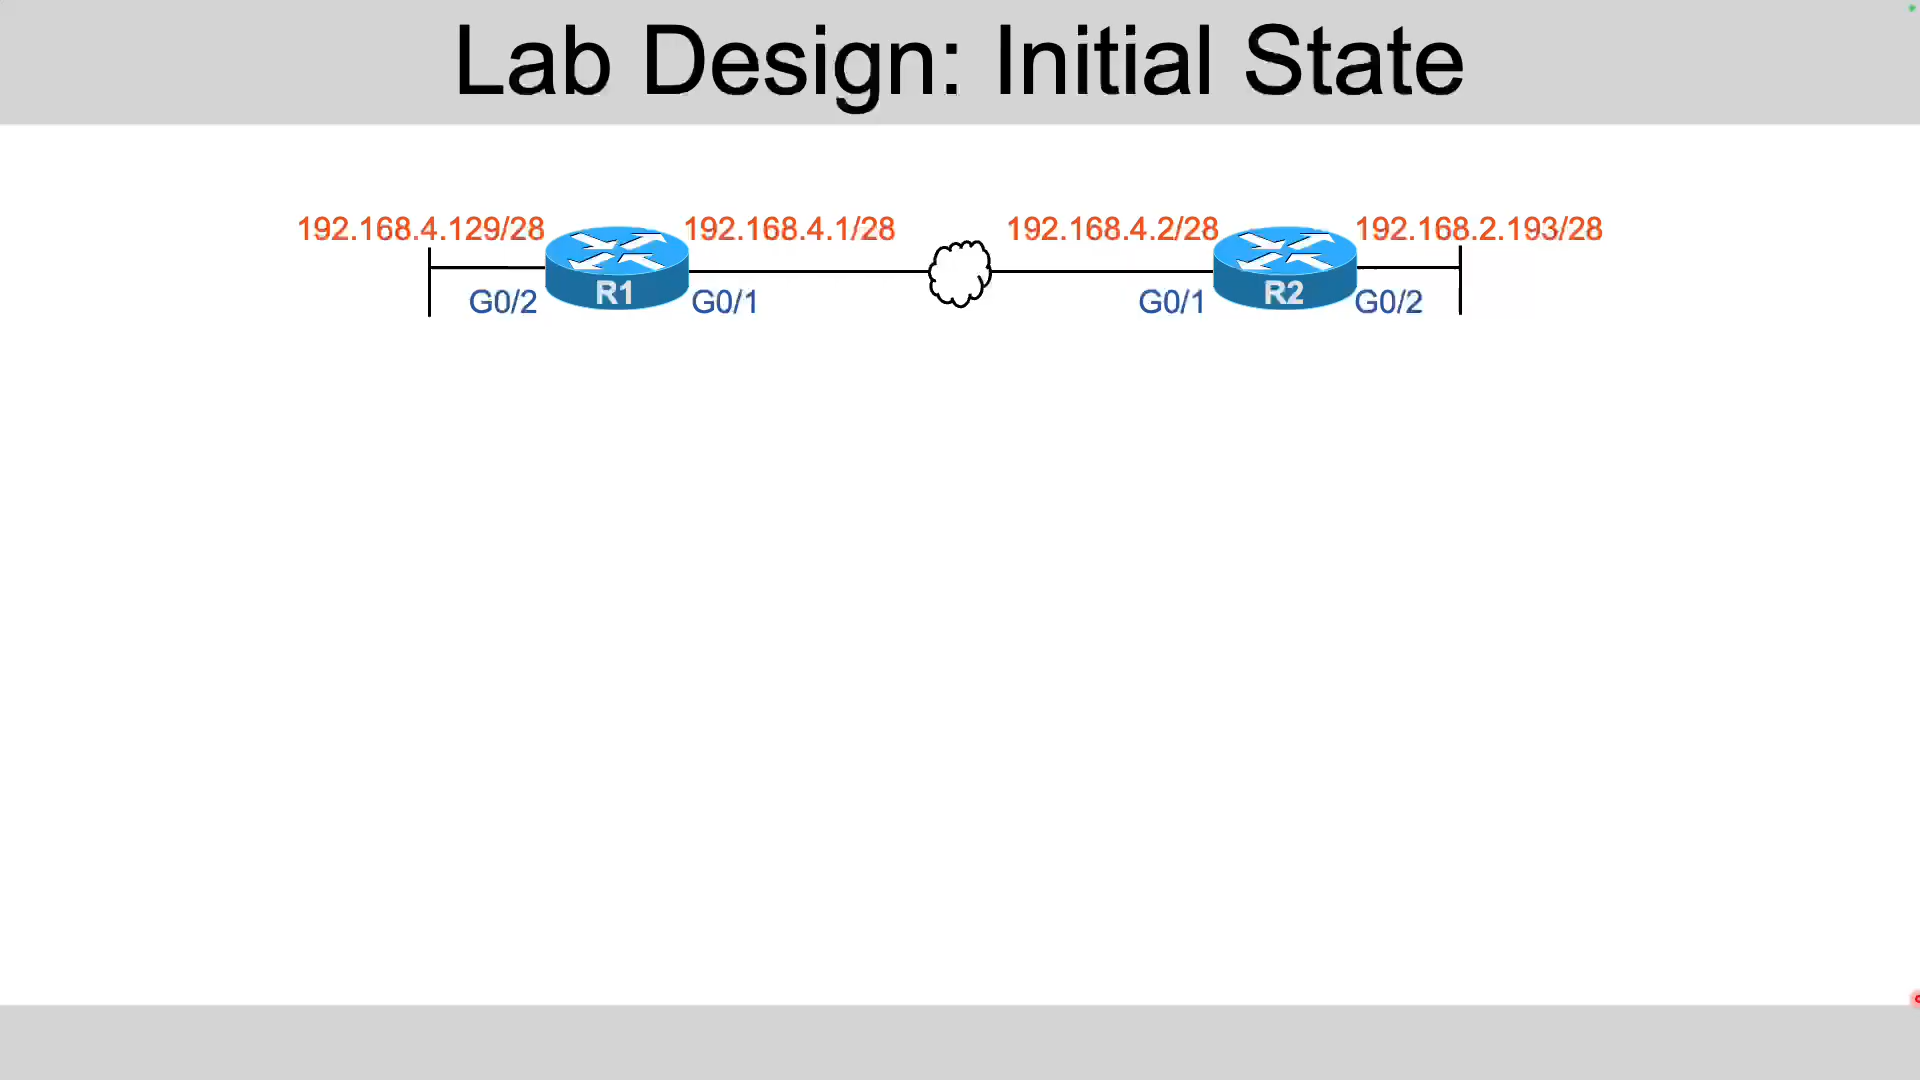 Lab Design: Initial State
192.168.4.129/28 192.168.4.1/28 192.168.4.2/28 192.168.2.193/28
R1 R2
G0/2 G0/1 G0/1 G0/2